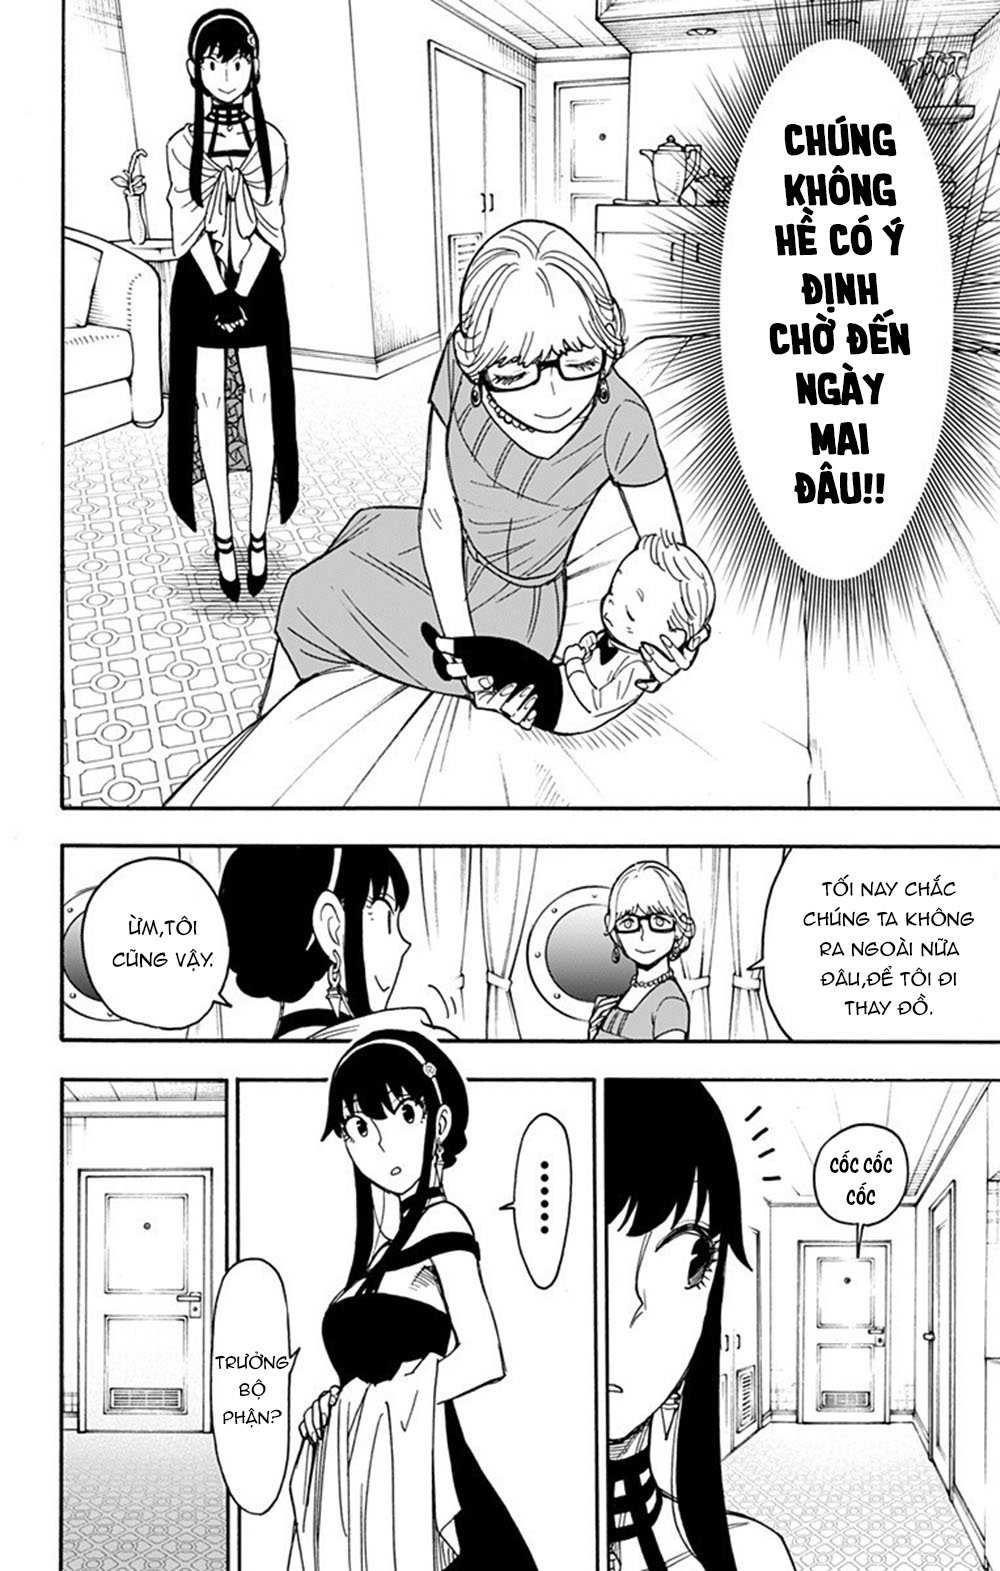 CHÚNG
KHÔNG
HỀ CÓ Ý
ĐỊNH
CHỜ ĐẾN
NGÀY
MAI
ĐÂU!!
TỐI NAY CHẮC
CHÚNG TA KHÔNG
RA NGOÀI NỮA
ĐÂU,ĐỂ TÔI ĐI
THAY ĐỒ.
ỪM,TÔI
CŨNG VẬY.
CỐC CỐC
CỐC
......
TRƯỞNG
BỘ
PHẬN?